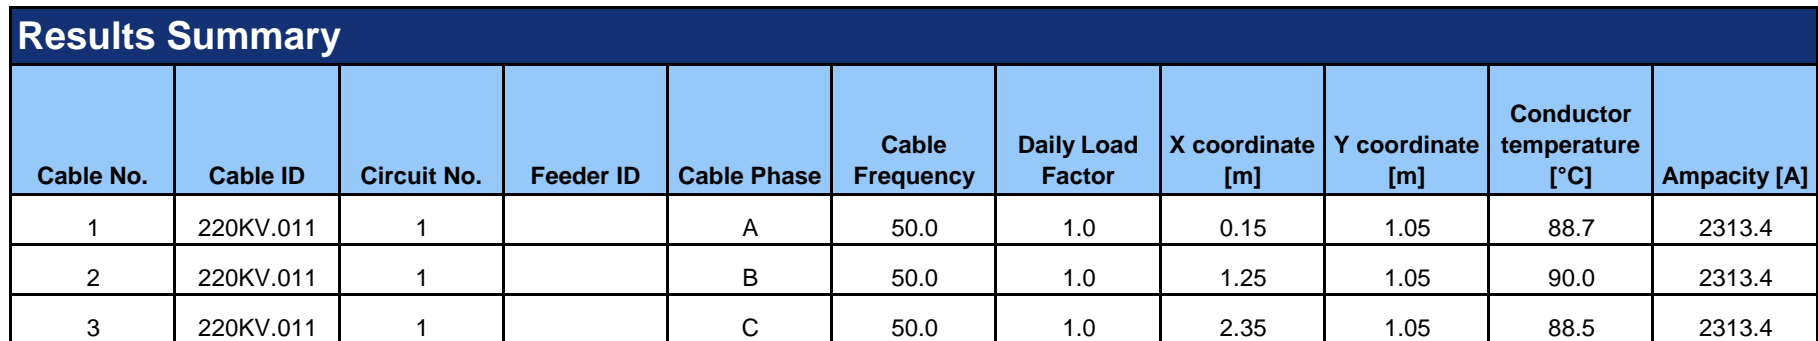 Results Summary
Cable No. Cable ID Circuit No. Feeder ID Cable Phase Cable Frequency Daily Load Factor X coordinate [m] Y coordinate [m] Conductor temperature [°C] Ampacity [A]
1 220KV.011 1 A 50.0 1.0 0.15 1.05 88.7 2313.4
2 220KV.011 1 B 50.0 1.0 1.25 1.05 90.0 2313.4
3 220KV.011 1 C 50.0 1.0 2.35 1.05 88.5 2313.4